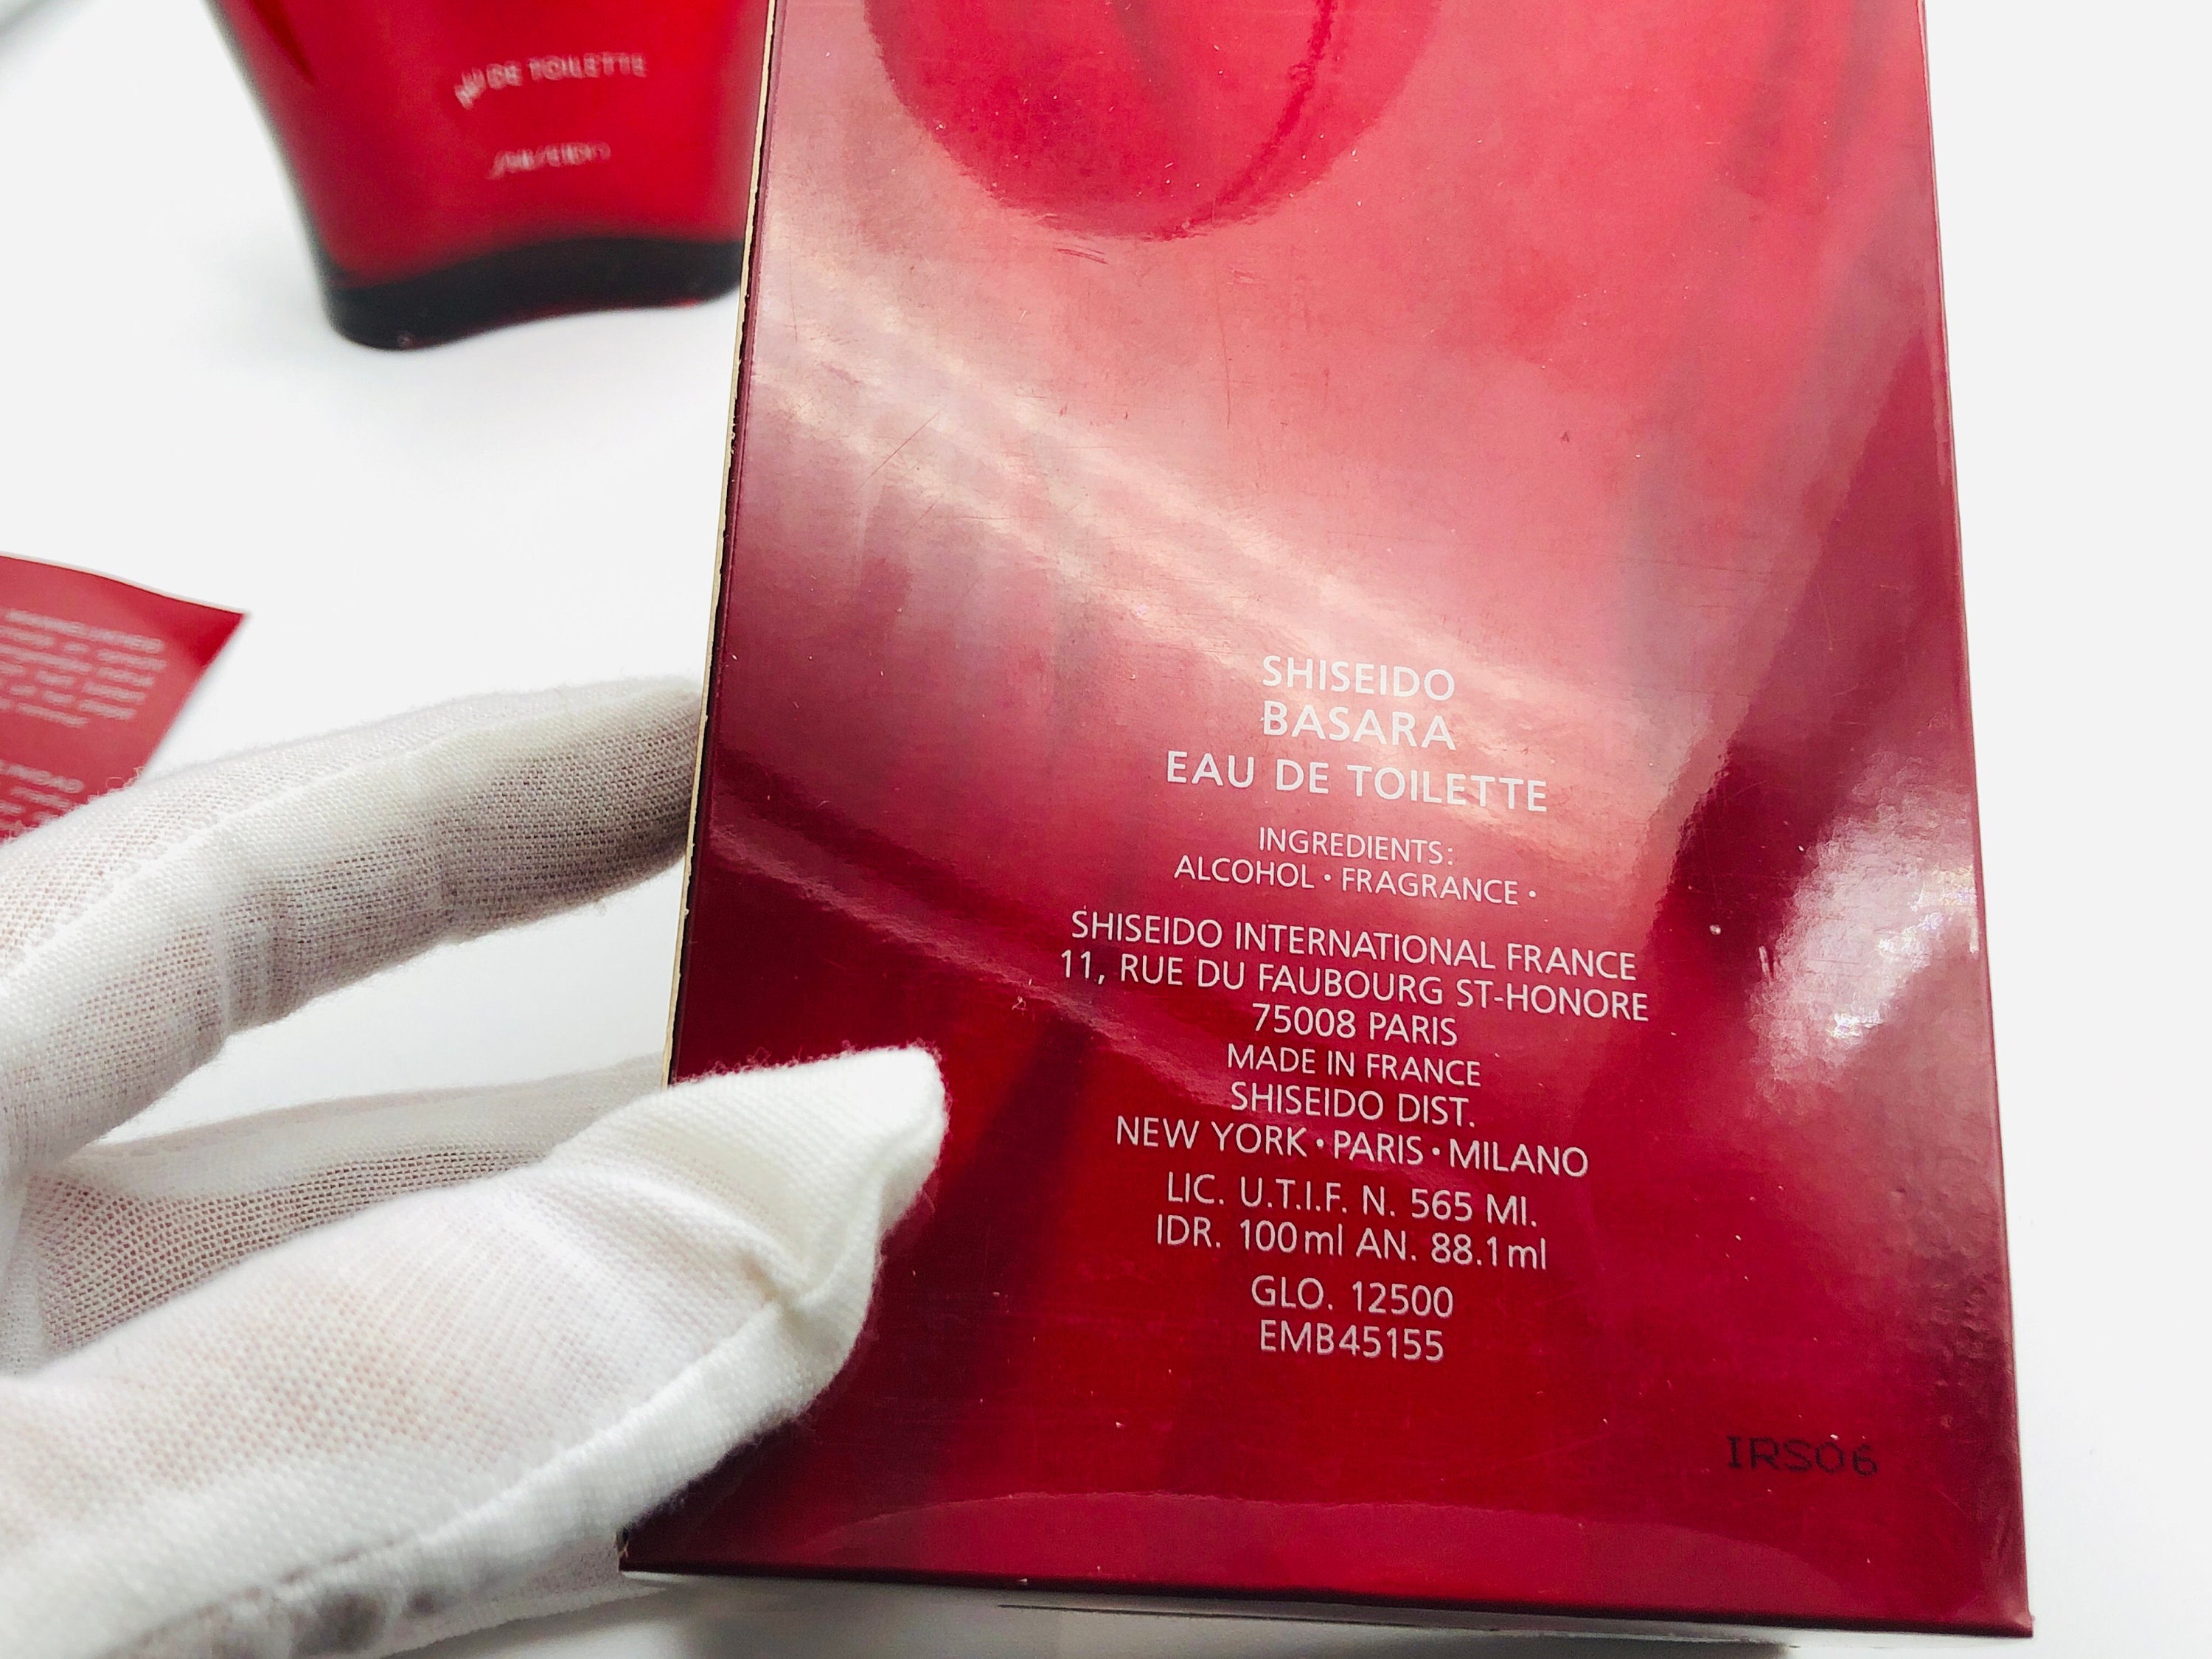 EAU DE TOILETTE
SHISEIDO
SHISEIDO
BASARA
EAU DE TOILETTE
INGREDIENTS:
ALCOHOL • FRAGRANCE •
SHISEIDO INTERNATIONAL FRANCE
11, RUE DU FAUBOURG ST-HONORE
75008 PARIS
MADE IN FRANCE
SHISEIDO DIST.
NEW YORK • PARIS • MILANO
LIC. U.T.I.F. N. 565 MI.
IDR. 100ml AN. 88.1ml
GLO. 12500
EMB45155
IRS06